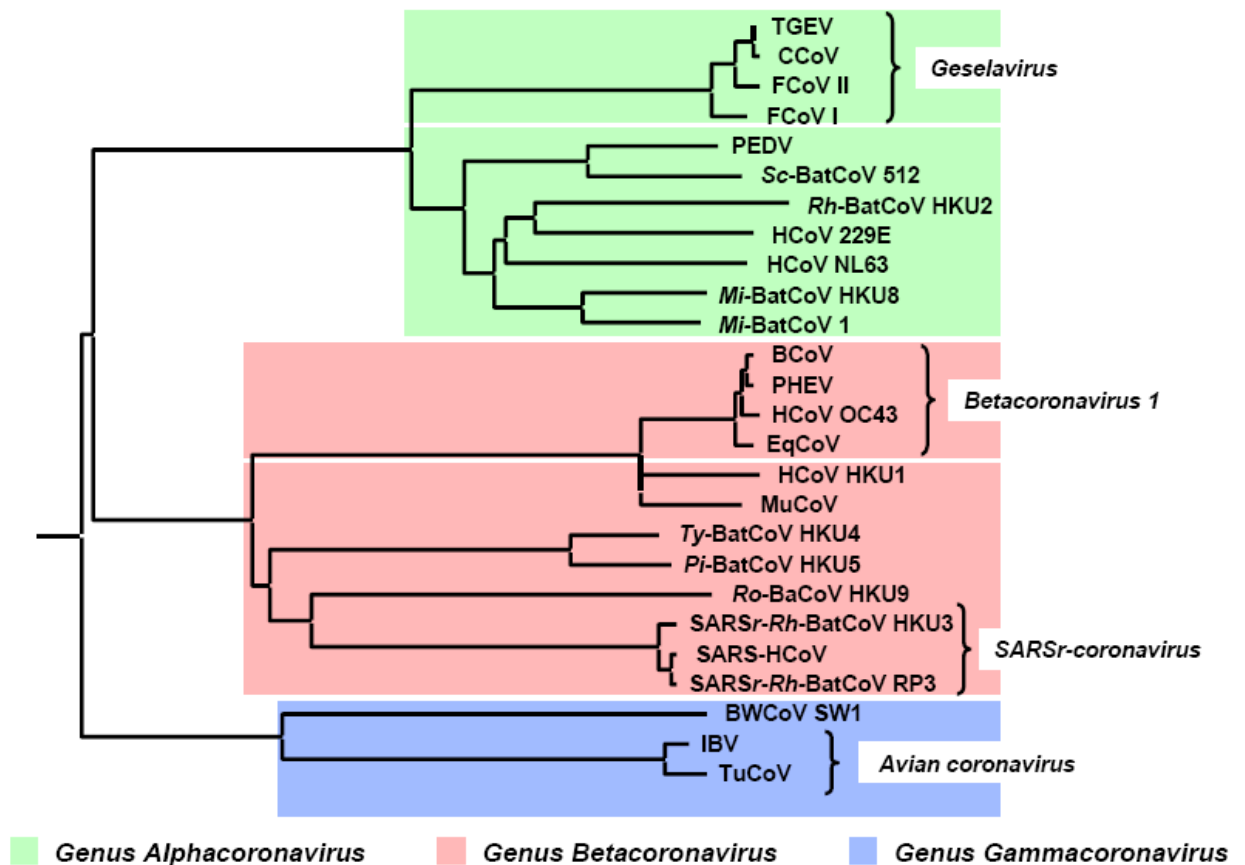 TGEV
CCoV
FCoV II
FCoV I
Geselavirus
PEDV
Sc-BatCoV 512
Rh-BatCoV HKU2
HCoV 229E
HCoV NL63
Mi-BatCoV HKU8
Mi-BatCoV 1
BCoV
PHEV
HCoV OC43
EqCoV
Betacoronavirus 1
HCoV HKU1
MuCoV
Ty-BatCoV HKU4
Pi-BatCoV HKU5
Ro-BaCoV HKU9
SARSr-Rh-BatCoV HKU3
SARS-HCoV
SARSr-Rh-BatCoV RP3
SARSr-coronavirus
BWCoV SW1
IBV
TuCoV
Avian coronavirus
Genus Alphacoronavirus
Genus Betacoronavirus
Genus Gammacoronavirus